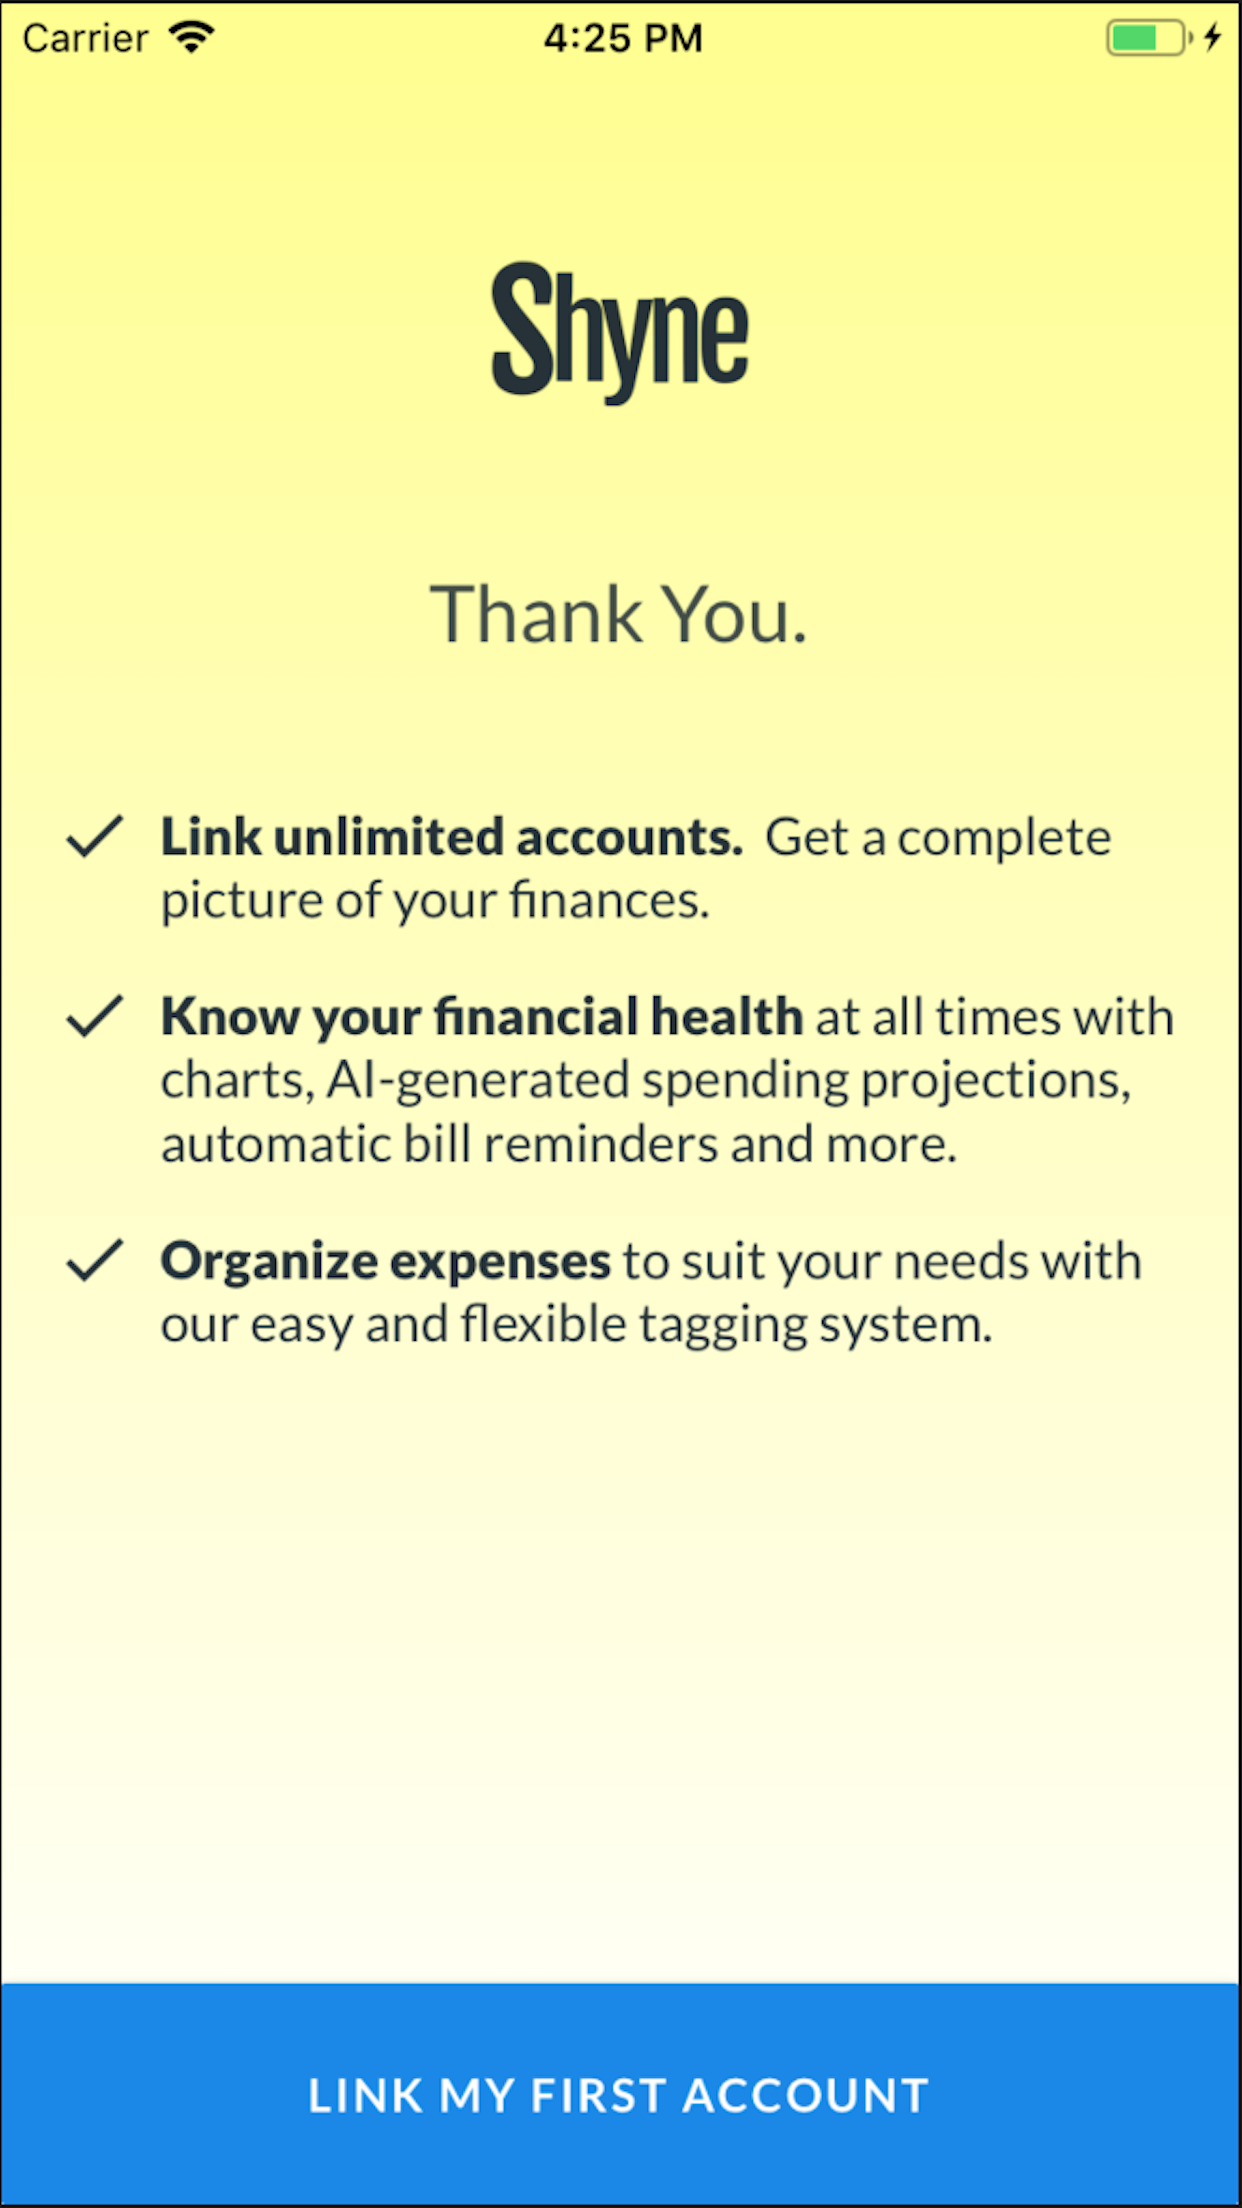 Carrier 4:25 PM
Shyne
Thank You.
Link unlimited accounts. Get a complete
picture of your finances.
Know your financial health at all times with
charts, AI-generated spending projections,
automatic bill reminders and more.
Organize expenses to suit your needs with
our easy and flexible tagging system.
LINK MY FIRST ACCOUNT